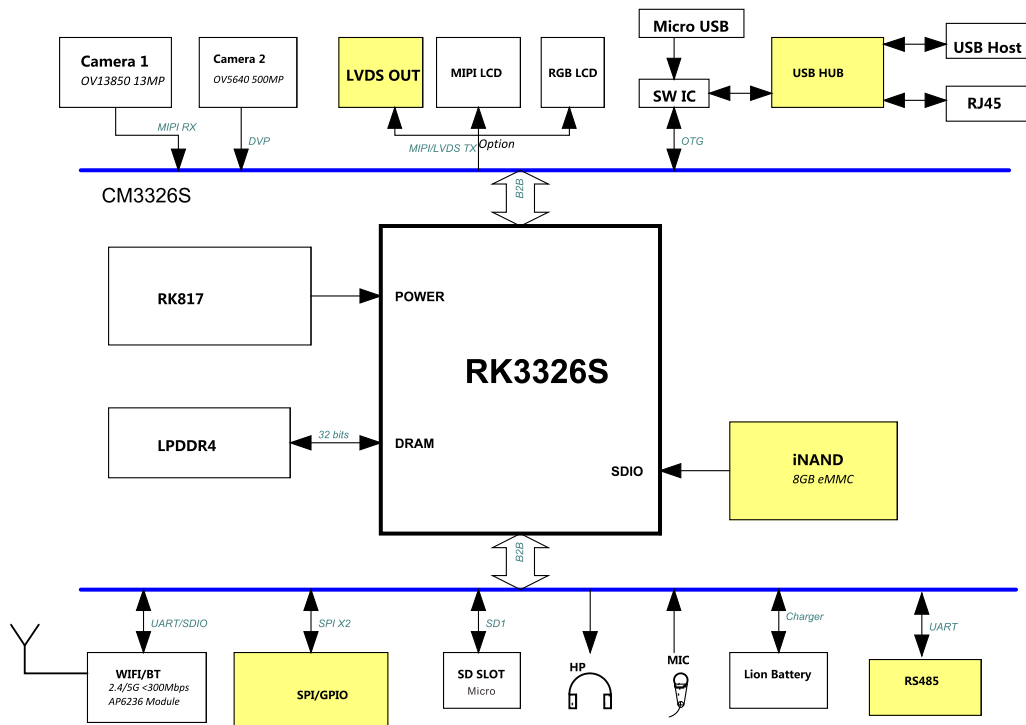 Micro USB
Camera 1
OV13850 13MP
Camera 2
OV5640 500MP
LVDS OUT
MIPI LCD
RGB LCD
SW IC
USB HUB
USB Host
RJ45
MIPI RX
DVP
MIPI/LVDS TX
Option
OTG
CM3326S
B2B
RK817
POWER
RK3326S
LPDDR4
32 bits
DRAM
SDIO
iNAND
8GB eMMC
B2B
UART/SDIO
SPI X2
SD1
Charger
UART
WIFI/BT
2.4/5G <300Mbps
AP6236 Module
SPI/GPIO
SD SLOT
Micro
HP
MIC
Lion Battery
RS485